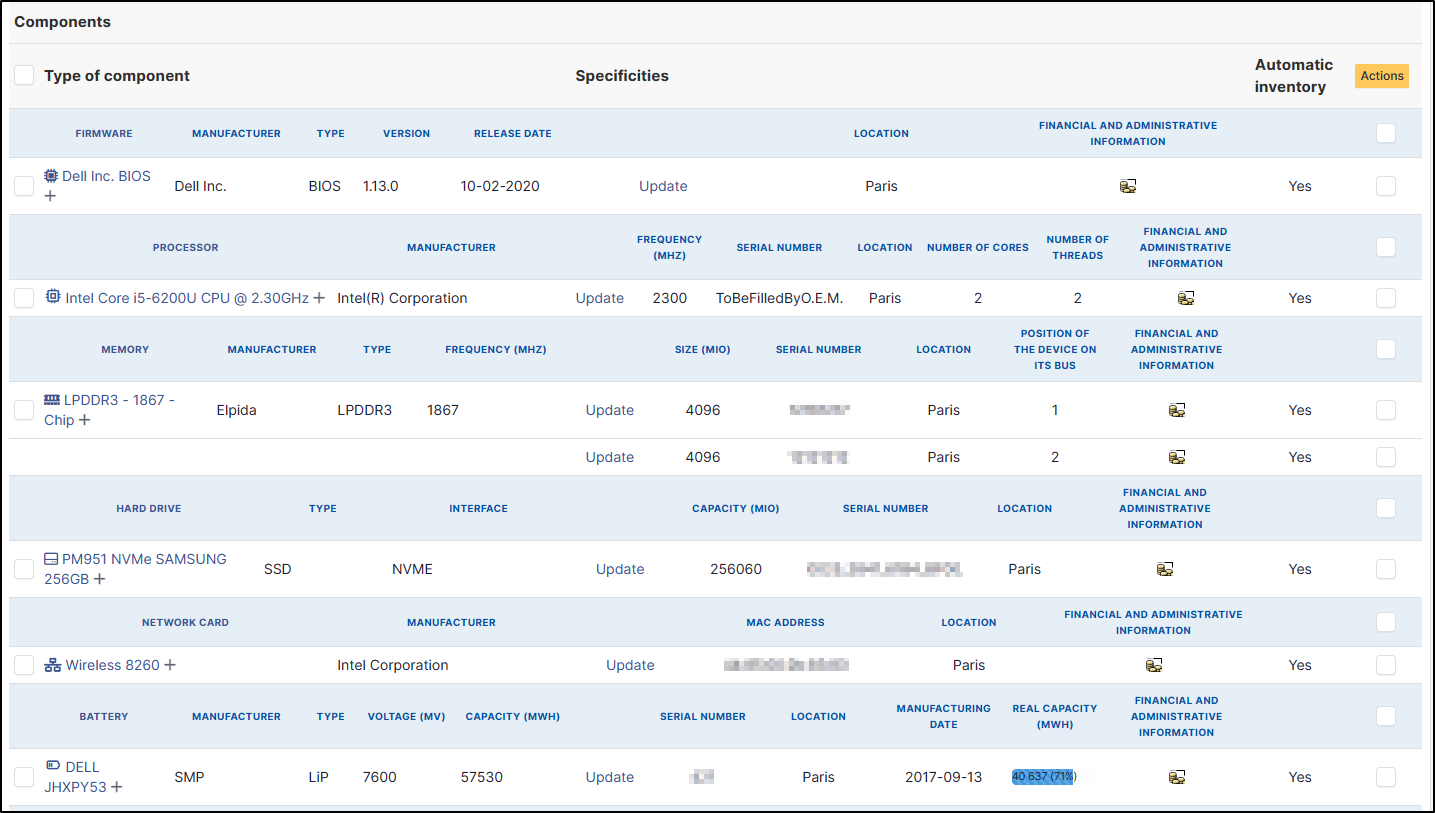 Components
Type of component Specificities Automatic inventory Actions
FIRMWARE MANUFACTURER TYPE VERSION RELEASE DATE LOCATION FINANCIAL AND ADMINISTRATIVE INFORMATION
Dell Inc. BIOS + Dell Inc. BIOS 1.13.0 10-02-2020 Update Paris Yes
PROCESSOR MANUFACTURER FREQUENCY (MHZ) SERIAL NUMBER LOCATION NUMBER OF CORES NUMBER OF THREADS FINANCIAL AND ADMINISTRATIVE INFORMATION
Intel Core i5-6200U CPU @ 2.30GHz + Intel(R) Corporation Update 2300 ToBeFilledByO.E.M. Paris 2 2 Yes
MEMORY MANUFACTURER TYPE FREQUENCY (MHZ) SIZE (MIO) SERIAL NUMBER LOCATION POSITION OF THE DEVICE ON ITS BUS FINANCIAL AND ADMINISTRATIVE INFORMATION
LPDDR3 - 1867 - Chip + Elpida LPDDR3 1867 Update 4096 Paris 1 Yes
Update 4096 Paris 2 Yes
HARD DRIVE TYPE INTERFACE CAPACITY (MIO) SERIAL NUMBER LOCATION FINANCIAL AND ADMINISTRATIVE INFORMATION
PM951 NVMe SAMSUNG 256GB + SSD NVME Update 256060 Paris Yes
NETWORK CARD MANUFACTURER MAC ADDRESS LOCATION FINANCIAL AND ADMINISTRATIVE INFORMATION
Wireless 8260 + Intel Corporation Update Paris Yes
BATTERY MANUFACTURER TYPE VOLTAGE (MV) CAPACITY (MWH) SERIAL NUMBER LOCATION MANUFACTURING DATE REAL CAPACITY (MWH) FINANCIAL AND ADMINISTRATIVE INFORMATION
DELL JHXPY53 + SMP LiP 7600 57530 Update Paris 2017-09-13 40 637 (71%) Yes